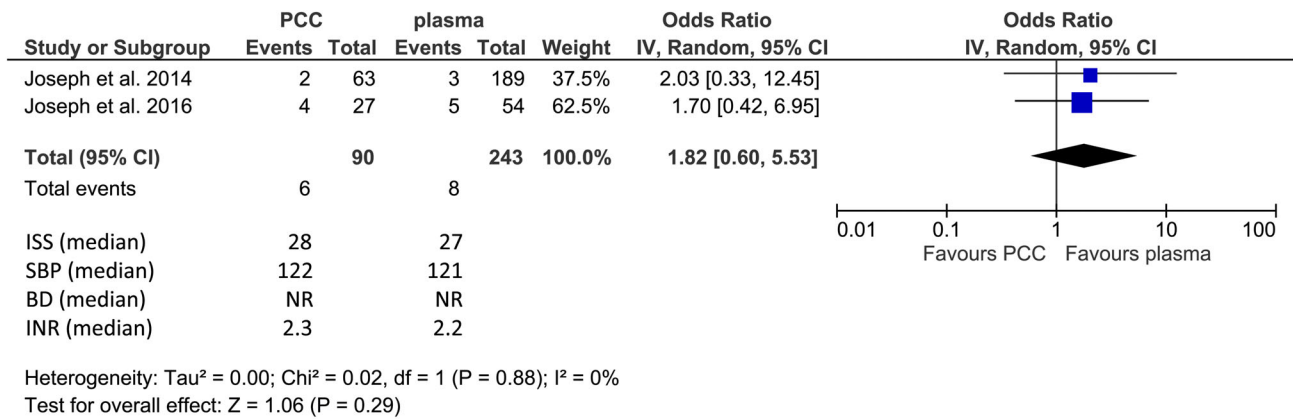 PCC plasma Odds Ratio Odds Ratio
Study or Subgroup Events Total Events Total Weight IV, Random, 95% CI IV, Random, 95% CI
Joseph et al. 2014 2 63 3 189 37.5% 2.03 [0.33, 12.45]
Joseph et al. 2016 4 27 5 54 62.5% 1.70 [0.42, 6.95]
Total (95% CI) 90 243 100.0% 1.82 [0.60, 5.53]
Total events 6 8
0.01 0.1 1 10 100
Favours PCC Favours plasma
ISS (median) 28 27
SBP (median) 122 121
BD (median) NR NR
INR (median) 2.3 2.2
Heterogeneity: Tau² = 0.00; Chi² = 0.02, df = 1 (P = 0.88); I² = 0%
Test for overall effect: Z = 1.06 (P = 0.29)